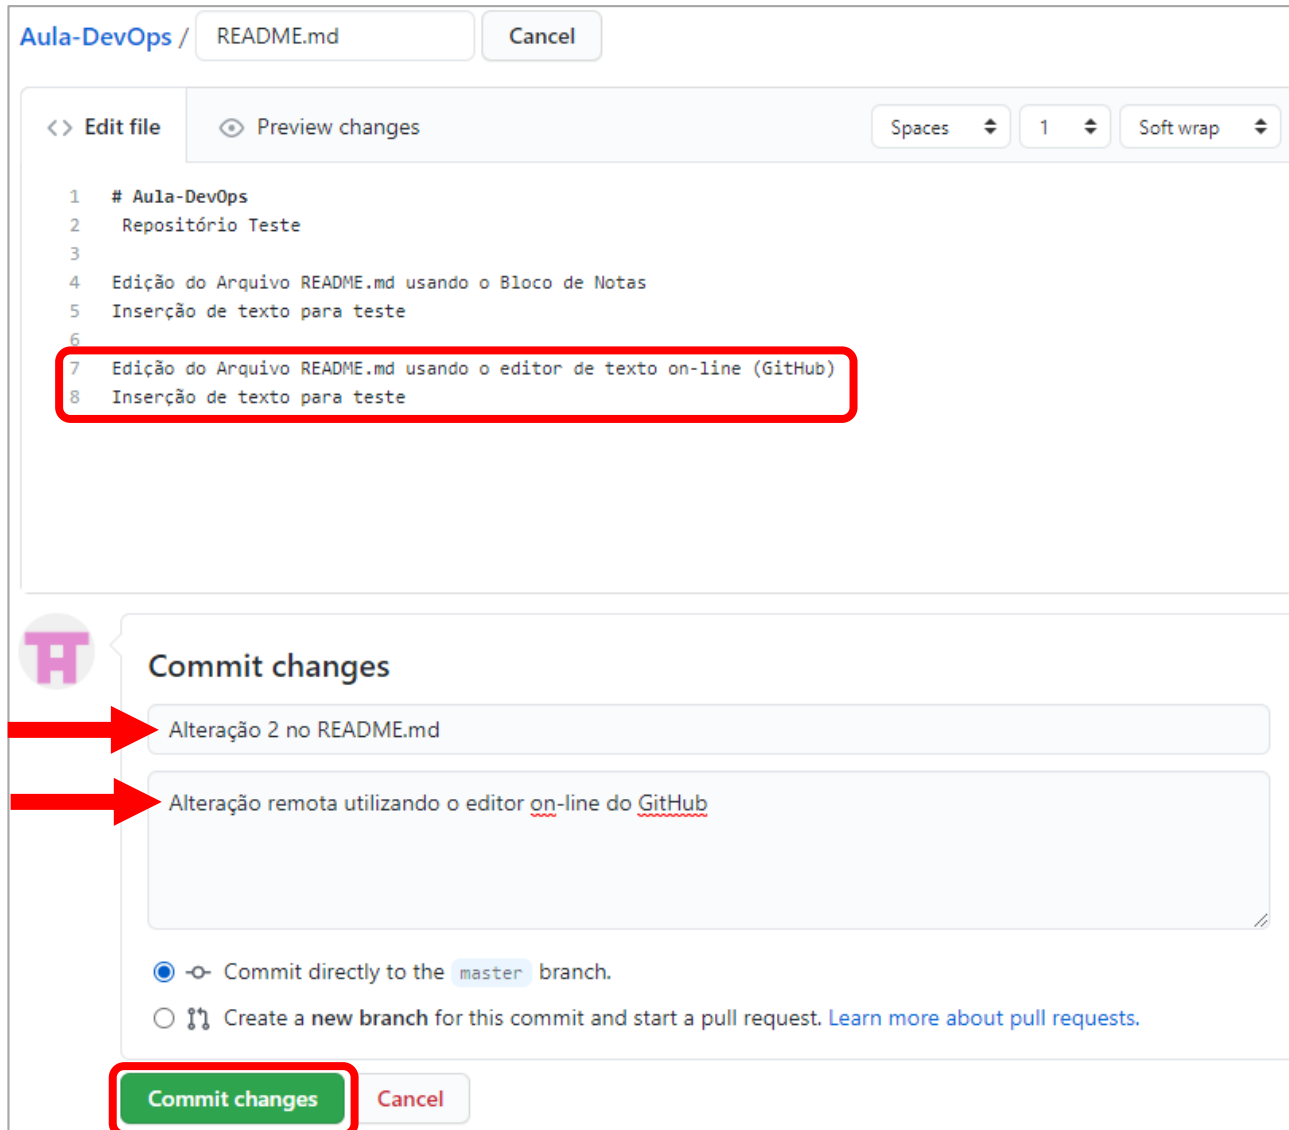 Aula-DevOps / README.md Cancel
Edit file Preview changes Spaces 1 Soft wrap
1 # Aula-DevOps
2 Repositório Teste
3
4 Edição do Arquivo README.md usando o Bloco de Notas
5 Inserção de texto para teste
6
7 Edição do Arquivo README.md usando o editor de texto on-line (GitHub)
8 Inserção de texto para teste
Commit changes
Alteração 2 no README.md
Alteração remota utilizando o editor on-line do GitHub
Commit directly to the master branch.
Create a new branch for this commit and start a pull request. Learn more about pull requests.
Commit changes Cancel